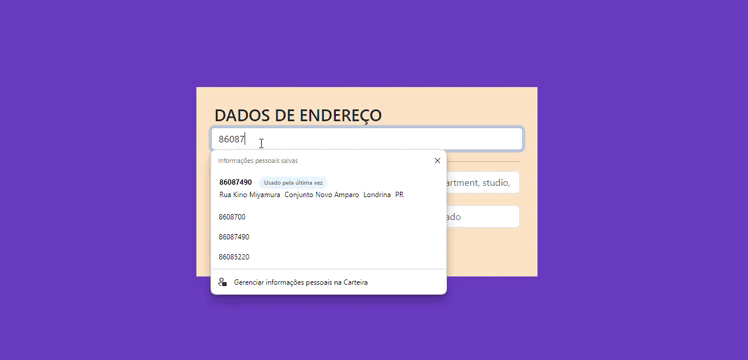 DADOS DE ENDEREÇO
86087
Informações pessoais salvas
86087490 Usado pela última vez
Rua Kirio Miyamura Conjunto Novo Amparo Londrina PR
artment, studio,
8608700
ado
86087490
86085220
Gerenciar informações pessoais na Carteira